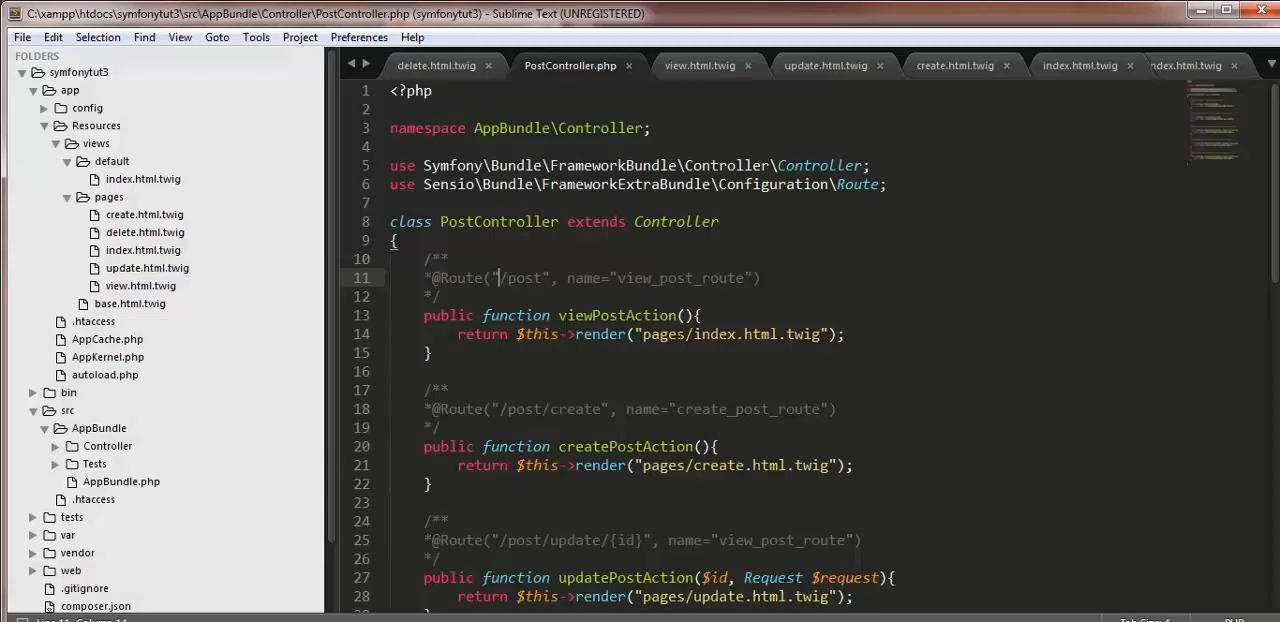 C:\xampp\htdocs\symfonytut3\src\AppBundle\Controller\PostController.php (symfonytut3) - Sublime Text (UNREGISTERED)
File Edit Selection Find View Goto Tools Project Preferences Help
FOLDERS
symfonytut3
app
config
Resources
views
default
index.html.twig
pages
create.html.twig
delete.html.twig
index.html.twig
update.html.twig
view.html.twig
base.html.twig
.htaccess
AppCache.php
AppKernel.php
autoload.php
bin
src
AppBundle
Controller
Tests
AppBundle.php
.htaccess
tests
var
vendor
web
.gitignore
composer.json
delete.html.twig PostController.php view.html.twig update.html.twig create.html.twig index.html.twig ndex.html.twig
1 <?php
2
3 namespace AppBundle\Controller;
4
5 use Symfony\Bundle\FrameworkBundle\Controller\Controller;
6 use Sensio\Bundle\FrameworkExtraBundle\Configuration\Route;
7
8 class PostController extends Controller
9 {
10 /**
11 *@Route("/post", name="view_post_route")
12 */
13 public function viewPostAction(){
14 return $this->render("pages/index.html.twig");
15 }
16
17 /**
18 *@Route("/post/create", name="create_post_route")
19 */
20 public function createPostAction(){
21 return $this->render("pages/create.html.twig");
22 }
23
24 /**
25 *@Route("/post/update/{id}", name="view_post_route")
26 */
27 public function updatePostAction($id, Request $request){
28 return $this->render("pages/update.html.twig");